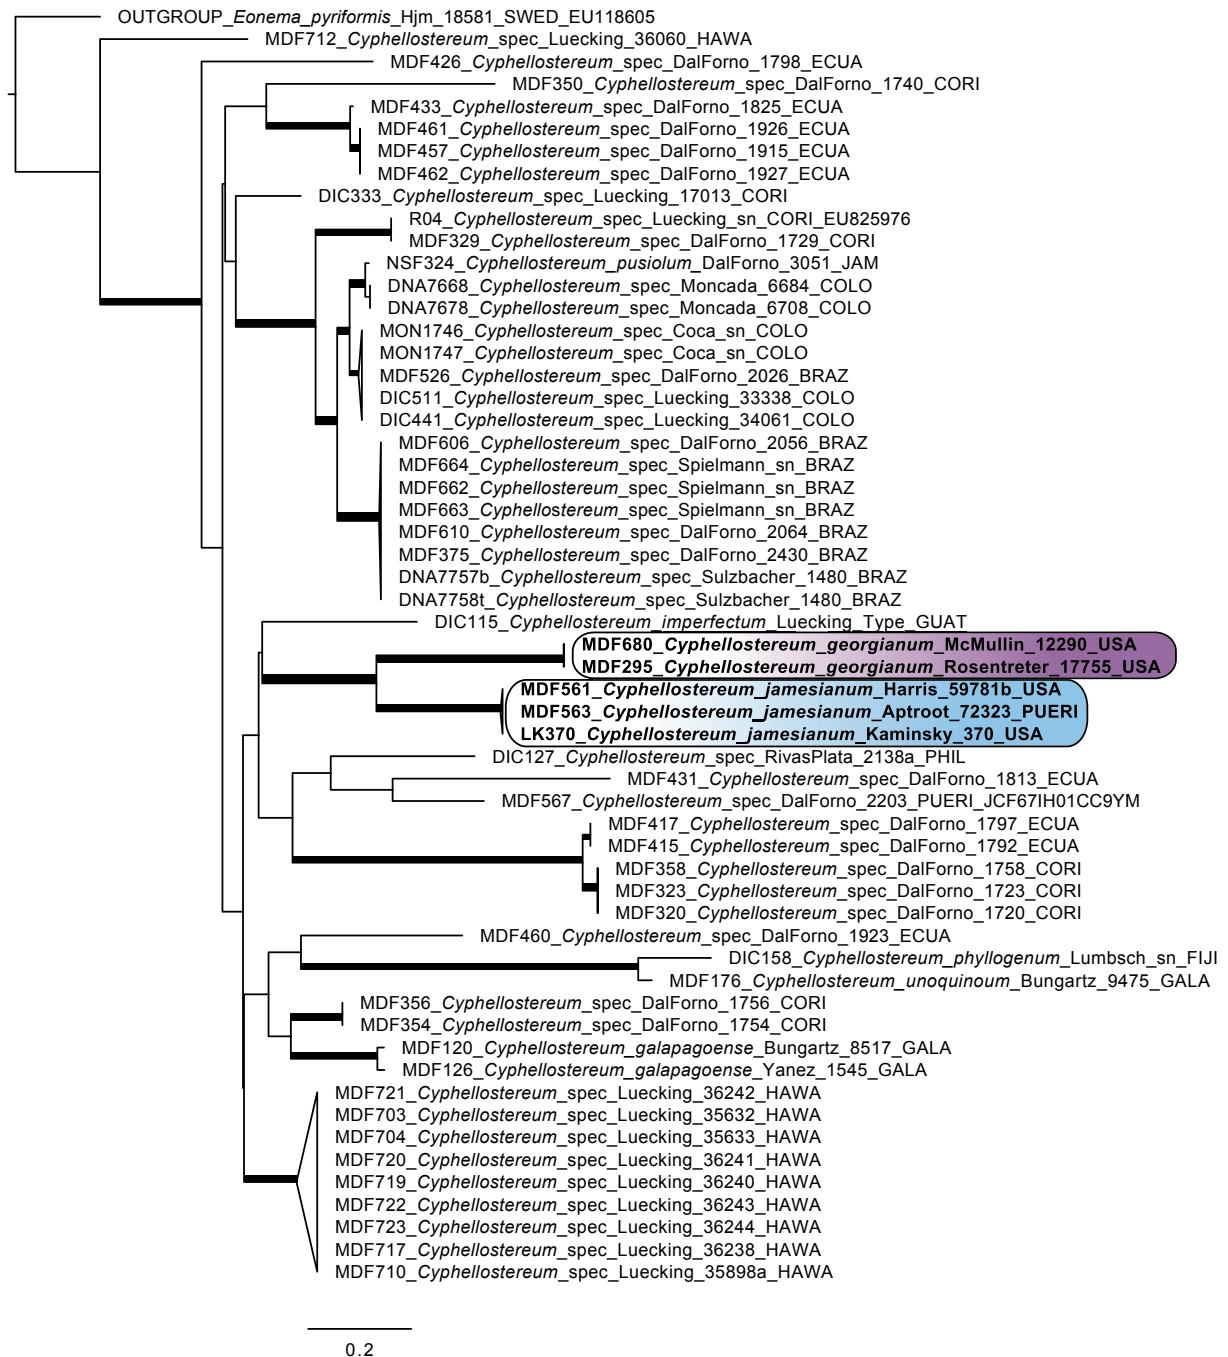 OUTGROUP_Eonema_pyriformis_Hjm_18581_SWED_EU118605
MDF712_Cyphellostereum_spec_Luecking_36060_HAWA
MDF426_Cyphellostereum_spec_DalForno_1798_ECUA
MDF350_Cyphellostereum_spec_DalForno_1740_CORI
MDF433_Cyphellostereum_spec_DalForno_1825_ECUA
MDF461_Cyphellostereum_spec_DalForno_1926_ECUA
MDF457_Cyphellostereum_spec_DalForno_1915_ECUA
MDF462_Cyphellostereum_spec_DalForno_1927_ECUA
DIC333_Cyphellostereum_spec_Luecking_17013_CORI
R04_Cyphellostereum_spec_Luecking_sn_CORI_EU825976
MDF329_Cyphellostereum_spec_DalForno_1729_CORI
NSF324_Cyphellostereum_pusiolum_DalForno_3051_JAM
DNA7668_Cyphellostereum_spec_Moncada_6684_COLO
DNA7678_Cyphellostereum_spec_Moncada_6708_COLO
MON1746_Cyphellostereum_spec_Coca_sn_COLO
MON1747_Cyphellostereum_spec_Coca_sn_COLO
MDF526_Cyphellostereum_spec_DalForno_2026_BRAZ
DIC511_Cyphellostereum_spec_Luecking_33338_COLO
DIC441_Cyphellostereum_spec_Luecking_34061_COLO
MDF606_Cyphellostereum_spec_DalForno_2056_BRAZ
MDF664_Cyphellostereum_spec_Spielmann_sn_BRAZ
MDF662_Cyphellostereum_spec_Spielmann_sn_BRAZ
MDF663_Cyphellostereum_spec_Spielmann_sn_BRAZ
MDF610_Cyphellostereum_spec_DalForno_2064_BRAZ
MDF375_Cyphellostereum_spec_DalForno_2430_BRAZ
DNA7757b_Cyphellostereum_spec_Sulzbacher_1480_BRAZ
DNA7758t_Cyphellostereum_spec_Sulzbacher_1480_BRAZ
DIC115_Cyphellostereum_imperfectum_Luecking_Type_GUAT
MDF680_Cyphellostereum_georgianum_McMullin_12290_USA
MDF295_Cyphellostereum_georgianum_Rosentreter_17755_USA
MDF561_Cyphellostereum_jamesianum_Harris_59781b_USA
MDF563_Cyphellostereum_jamesianum_Aptroot_72323_PUERI
LK370_Cyphellostereum_jamesianum_Kaminsky_370_USA
DIC127_Cyphellostereum_spec_RivasPlata_2138a_PHIL
MDF431_Cyphellostereum_spec_DalForno_1813_ECUA
MDF567_Cyphellostereum_spec_DalForno_2203_PUERI_JCF67IH01CC9YM
MDF417_Cyphellostereum_spec_DalForno_1797_ECUA
MDF415_Cyphellostereum_spec_DalForno_1792_ECUA
MDF358_Cyphellostereum_spec_DalForno_1758_CORI
MDF323_Cyphellostereum_spec_DalForno_1723_CORI
MDF320_Cyphellostereum_spec_DalForno_1720_CORI
MDF460_Cyphellostereum_spec_DalForno_1923_ECUA
DIC158_Cyphellostereum_phyllogenum_Lumbsch_sn_FIJI
MDF176_Cyphellostereum_unoquinoum_Bungartz_9475_GALA
MDF356_Cyphellostereum_spec_DalForno_1756_CORI
MDF354_Cyphellostereum_spec_DalForno_1754_CORI
MDF120_Cyphellostereum_galapagoense_Bungartz_8517_GALA
MDF126_Cyphellostereum_galapagoense_Yanez_1545_GALA
MDF721_Cyphellostereum_spec_Luecking_36242_HAWA
MDF703_Cyphellostereum_spec_Luecking_35632_HAWA
MDF704_Cyphellostereum_spec_Luecking_35633_HAWA
MDF720_Cyphellostereum_spec_Luecking_36241_HAWA
MDF719_Cyphellostereum_spec_Luecking_36240_HAWA
MDF722_Cyphellostereum_spec_Luecking_36243_HAWA
MDF723_Cyphellostereum_spec_Luecking_36244_HAWA
MDF717_Cyphellostereum_spec_Luecking_36238_HAWA
MDF710_Cyphellostereum_spec_Luecking_35898a_HAWA
0.2